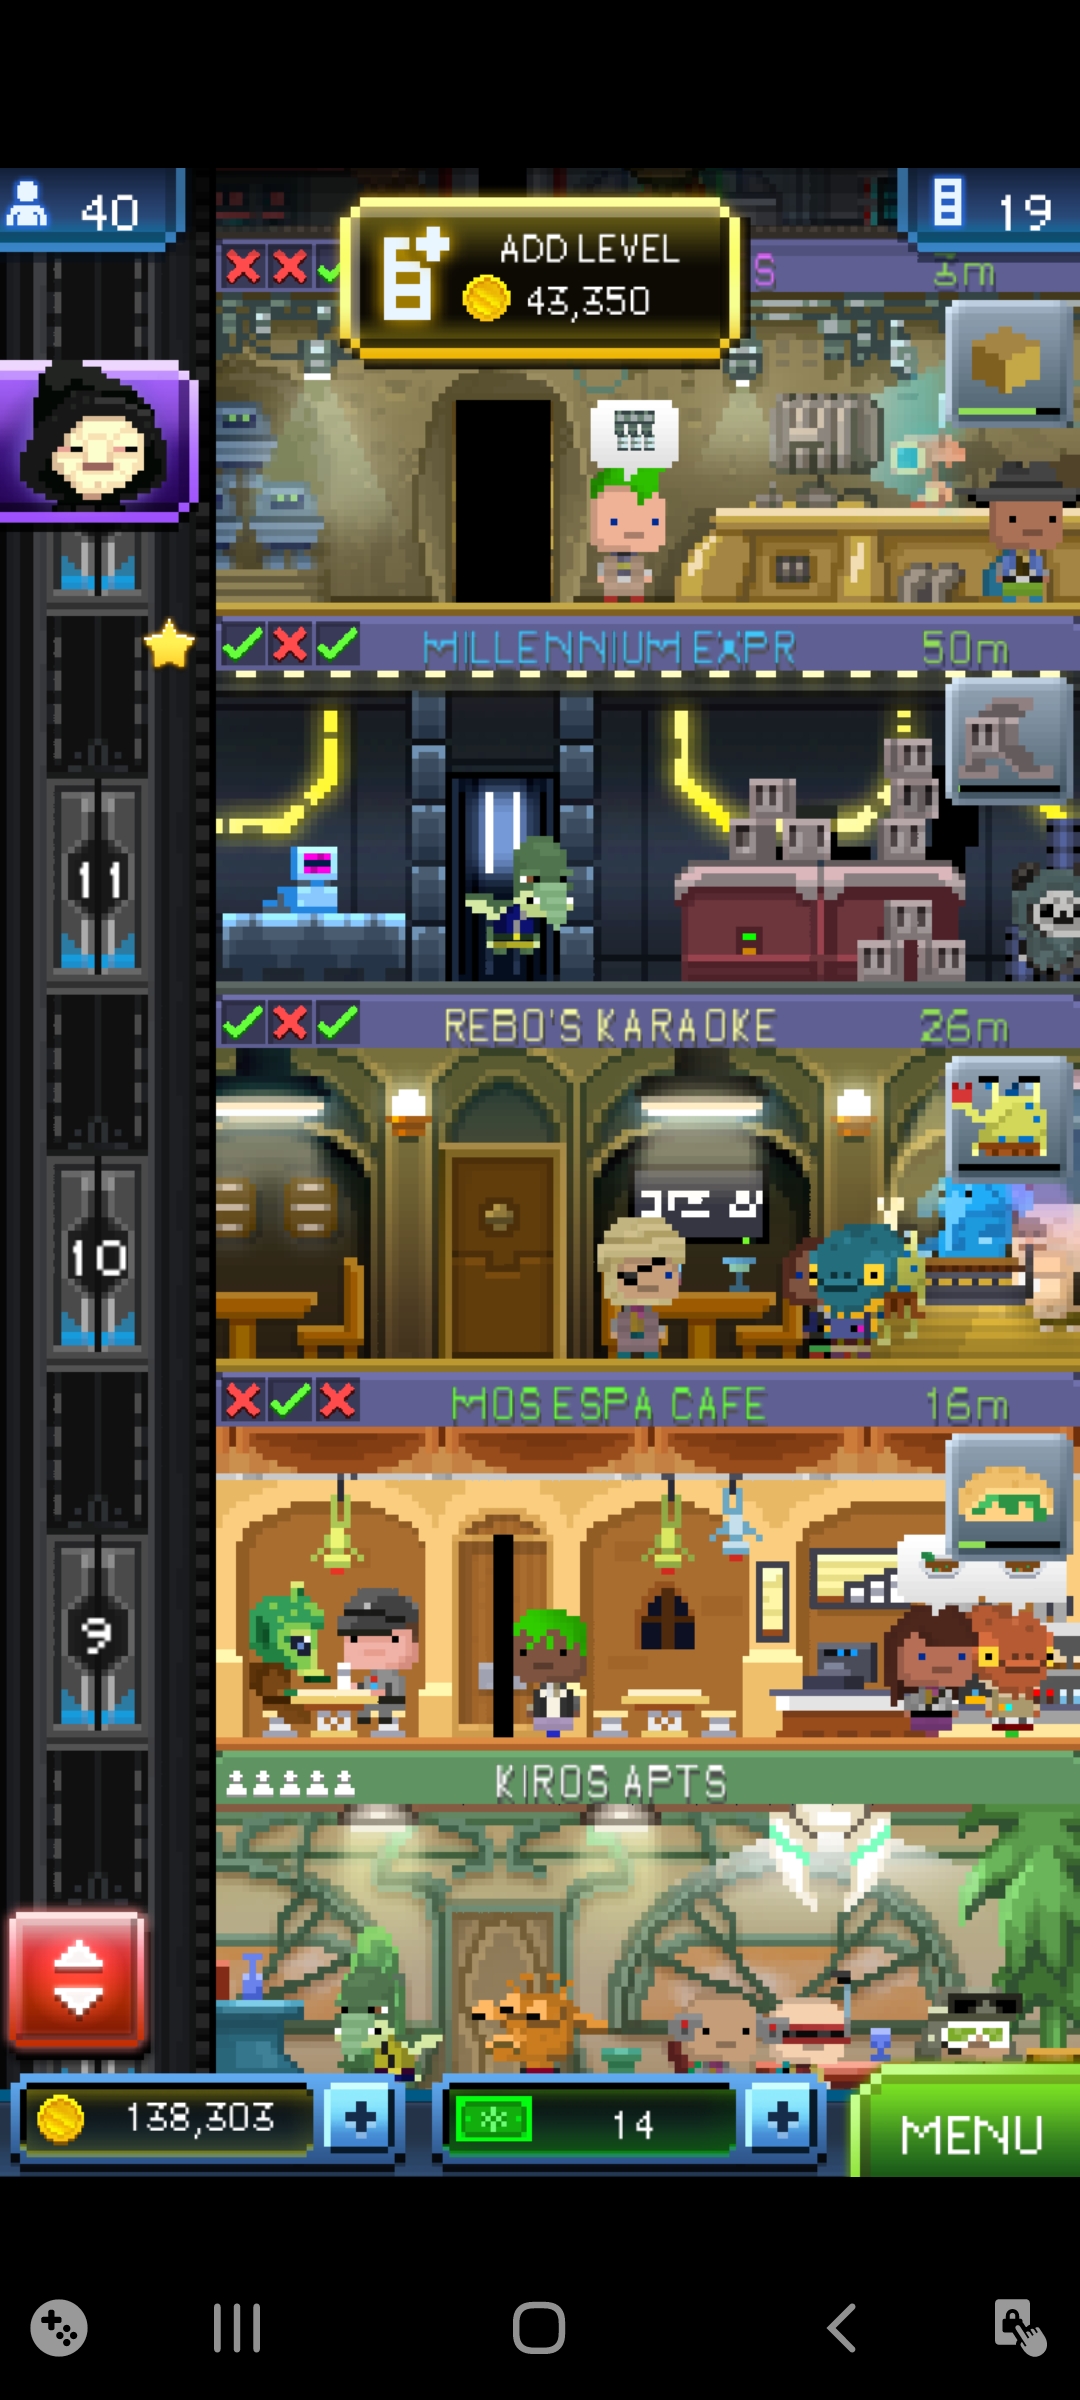 40
ADD LEVEL
43,350
19
S
3m
MILLENNIUM EXPR
50m
11
REBO'S KARAOKE
26m
10
MOS ESPA CAFE
16m
9
KIROS APTS
138,303
14
MENU